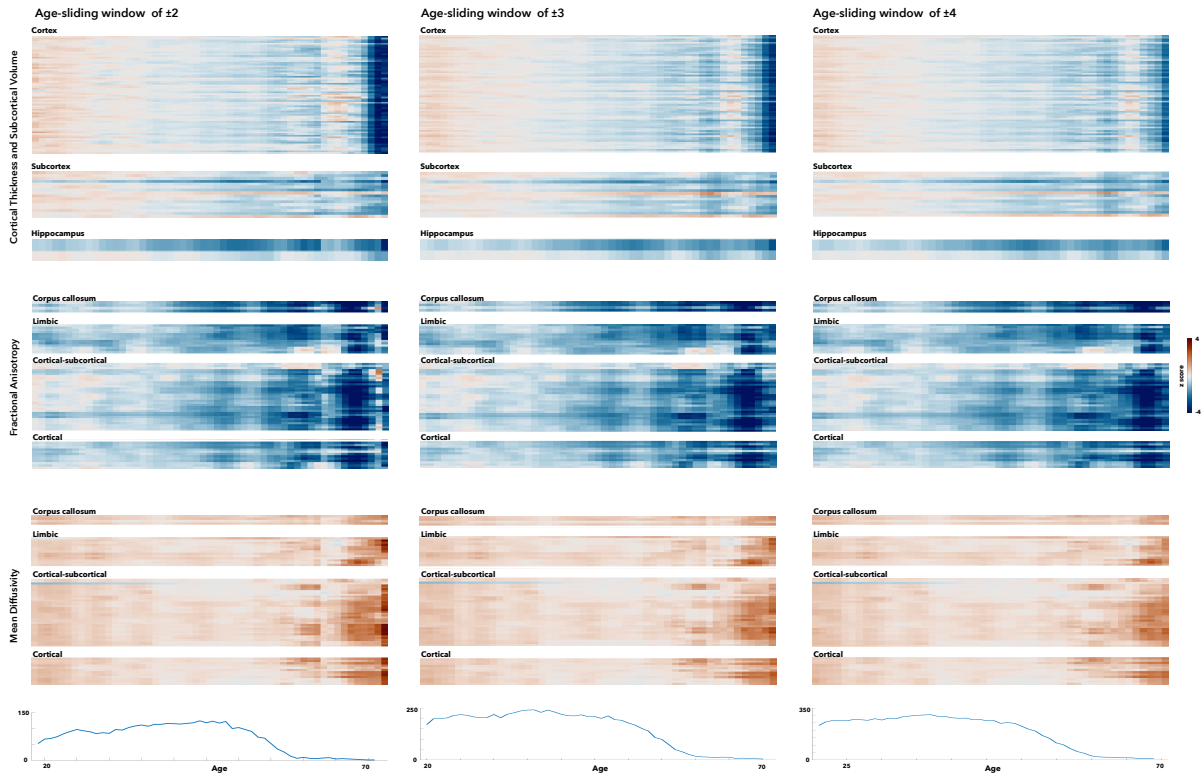 Age-sliding window of ±2
Age-sliding window of ±3
Age-sliding window of ±4
Cortical Thickness and Subcortical Volume
Cortex
Cortex
Cortex
Subcortex
Subcortex
Subcortex
Hippocampus
Hippocampus
Hippocampus
Fractional Anisotropy
Corpus callosum
Corpus callosum
Corpus callosum
Limbic
Limbic
Limbic
Cortical-subcortical
Cortical-subcortical
Cortical-subcortical
Cortical
Cortical
Cortical
4
z score
-4
Mean Diffusivity
Corpus callosum
Corpus callosum
Corpus callosum
Limbic
Limbic
Limbic
Cortical-subcortical
Cortical-subcortical
Cortical-subcortical
Cortical
Cortical
Cortical
150
0
20
Age
70
250
0
20
Age
70
350
0
25
Age
70